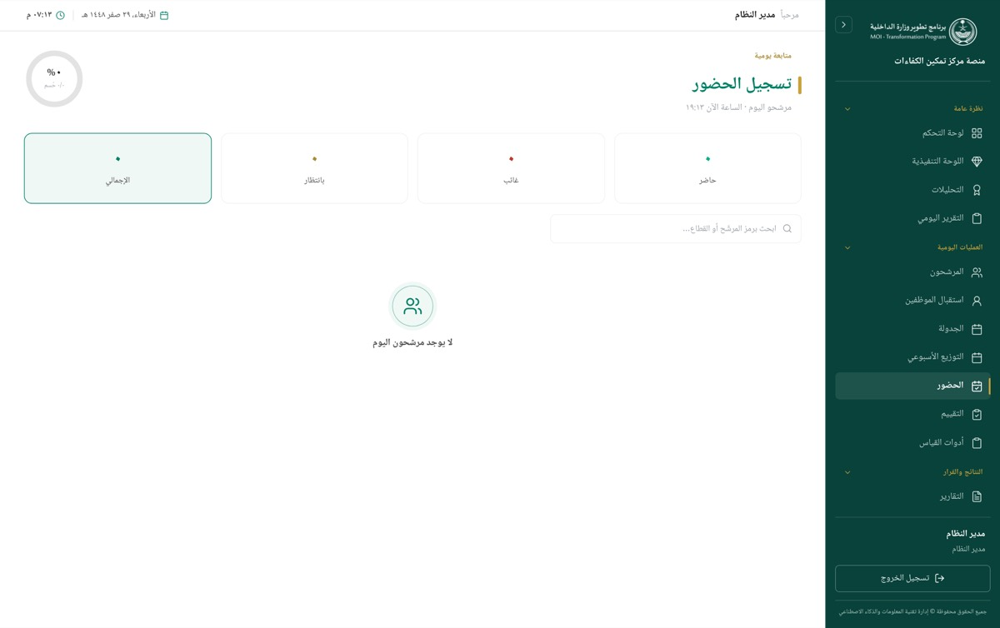 برنامج تطوير وزارة الداخلية
MOI - Transformation Program
منصة مركز تمكين الكفاءات
نظرة عامة
لوحة التحكم
اللوحة التنفيذية
التحليلات
التقرير اليومي
العمليات اليومية
المرشحون
استقبال الموظفين
الجدولة
التوزيع الأسبوعي
الحضور
التقييم
أدوات القياس
النتائج والقرار
التقارير
مدير النظام
مدير النظام
تسجيل الخروج
جميع الحقوق محفوظة © إدارة تقنية المعلومات والذكاء الاصطناعي
مرحباً مدير النظام
الأربعاء، ٢٩ صفر ١٤٤٨ هـ
٠٧:١٣ م
متابعة يومية
تسجيل الحضور
مرشحو اليوم · الساعة الآن ١٩:١٣
٠%
٠/٠ حُسم
٠
حاضر
٠
غائب
٠
بانتظار
٠
الإجمالي
ابحث برمز المرشّح أو القطاع...
لا يوجد مرشحون اليوم